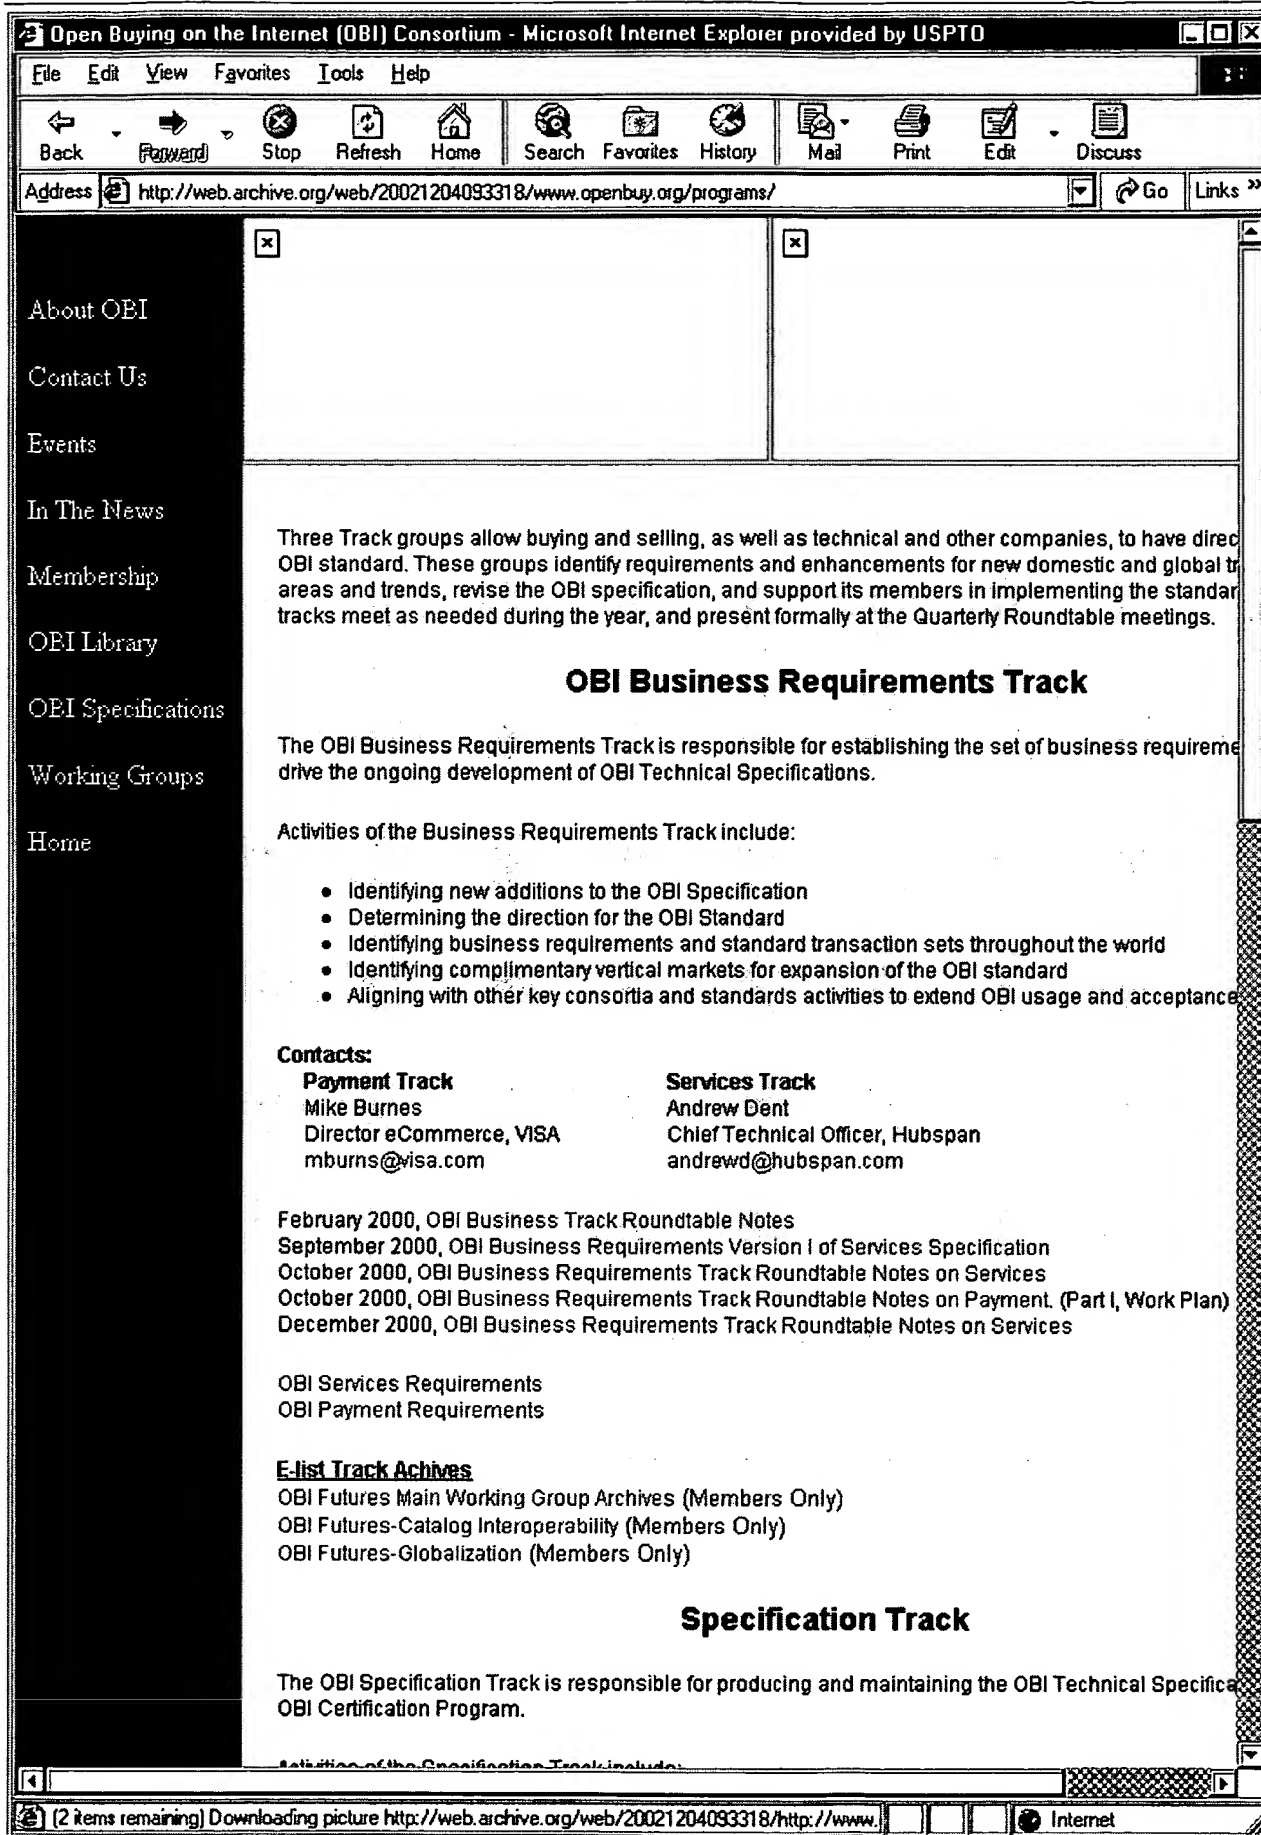 Open Buying on the Internet (OBI) Consortium - Microsoft Internet Explorer provided by USPTO
File Edit View Favorites Tools Help
Back Forward Stop Refresh Home Search Favorites History Mail Print Edit Discuss
Address http://web.archive.org/web/20021204093318/www.openbuy.org/programs/ Go Links »
About OBI
Contact Us
Events
In The News
Membership
OBI Library
OBI Specifications
Working Groups
Home
Three Track groups allow buying and selling, as well as technical and other companies, to have direc
OBI standard. These groups identify requirements and enhancements for new domestic and global tr
areas and trends, revise the OBI specification, and support its members in implementing the standar
tracks meet as needed during the year, and present formally at the Quarterly Roundtable meetings.
OBI Business Requirements Track
The OBI Business Requirements Track is responsible for establishing the set of business requireme
drive the ongoing development of OBI Technical Specifications.
Activities of the Business Requirements Track include:
• Identifying new additions to the OBI Specification
• Determining the direction for the OBI Standard
• Identifying business requirements and standard transaction sets throughout the world
• Identifying complimentary vertical markets for expansion of the OBI standard
• Aligning with other key consortia and standards activities to extend OBI usage and acceptance
Contacts:
Payment Track Services Track
Mike Burnes Andrew Dent
Director eCommerce, VISA Chief Technical Officer, Hubspan
mburns@visa.com andrewd@hubspan.com
February 2000, OBI Business Track Roundtable Notes
September 2000, OBI Business Requirements Version I of Services Specification
October 2000, OBI Business Requirements Track Roundtable Notes on Services
October 2000, OBI Business Requirements Track Roundtable Notes on Payment. (Part I, Work Plan)
December 2000, OBI Business Requirements Track Roundtable Notes on Services
OBI Services Requirements
OBI Payment Requirements
E-list Track Achives
OBI Futures Main Working Group Archives (Members Only)
OBI Futures-Catalog Interoperability (Members Only)
OBI Futures-Globalization (Members Only)
Specification Track
The OBI Specification Track is responsible for producing and maintaining the OBI Technical Specifica
OBI Certification Program.
Activities of the Specification Track include:
(2 items remaining) Downloading picture http://web.archive.org/web/20021204093318/http://www. Internet